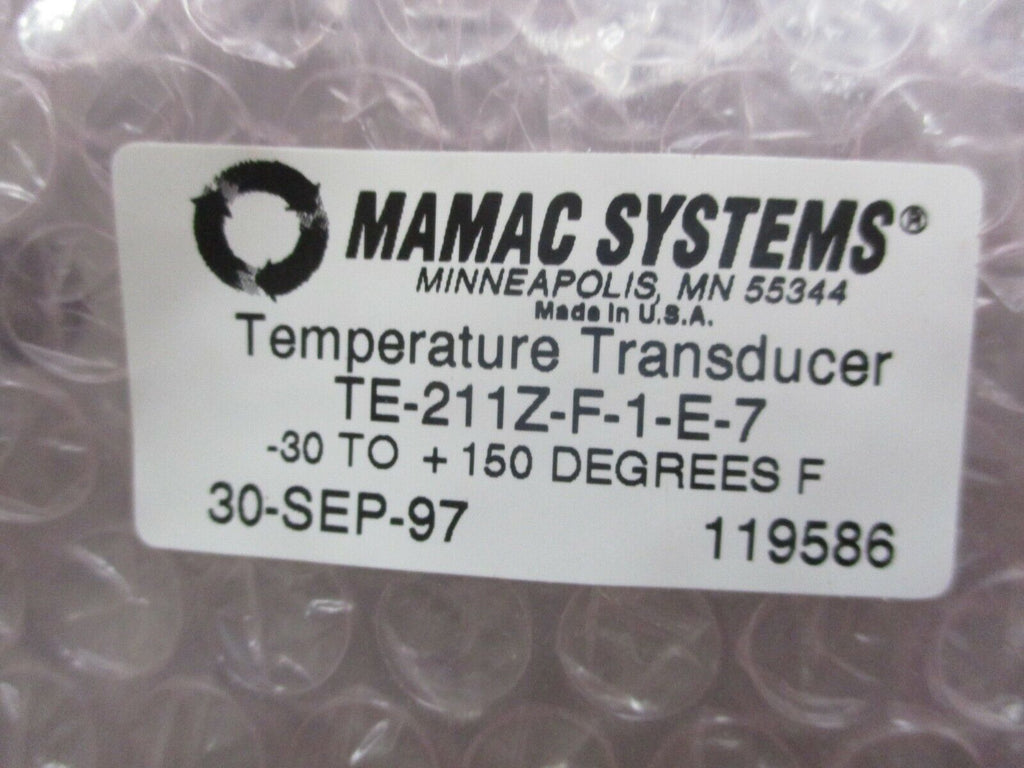 MAMAC SYSTEMS®
MINNEAPOLIS, MN 55344
Made in U.S.A.
Temperature Transducer
TE-211Z-F-1-E-7
-30 TO +150 DEGREES F
30-SEP-97 119586